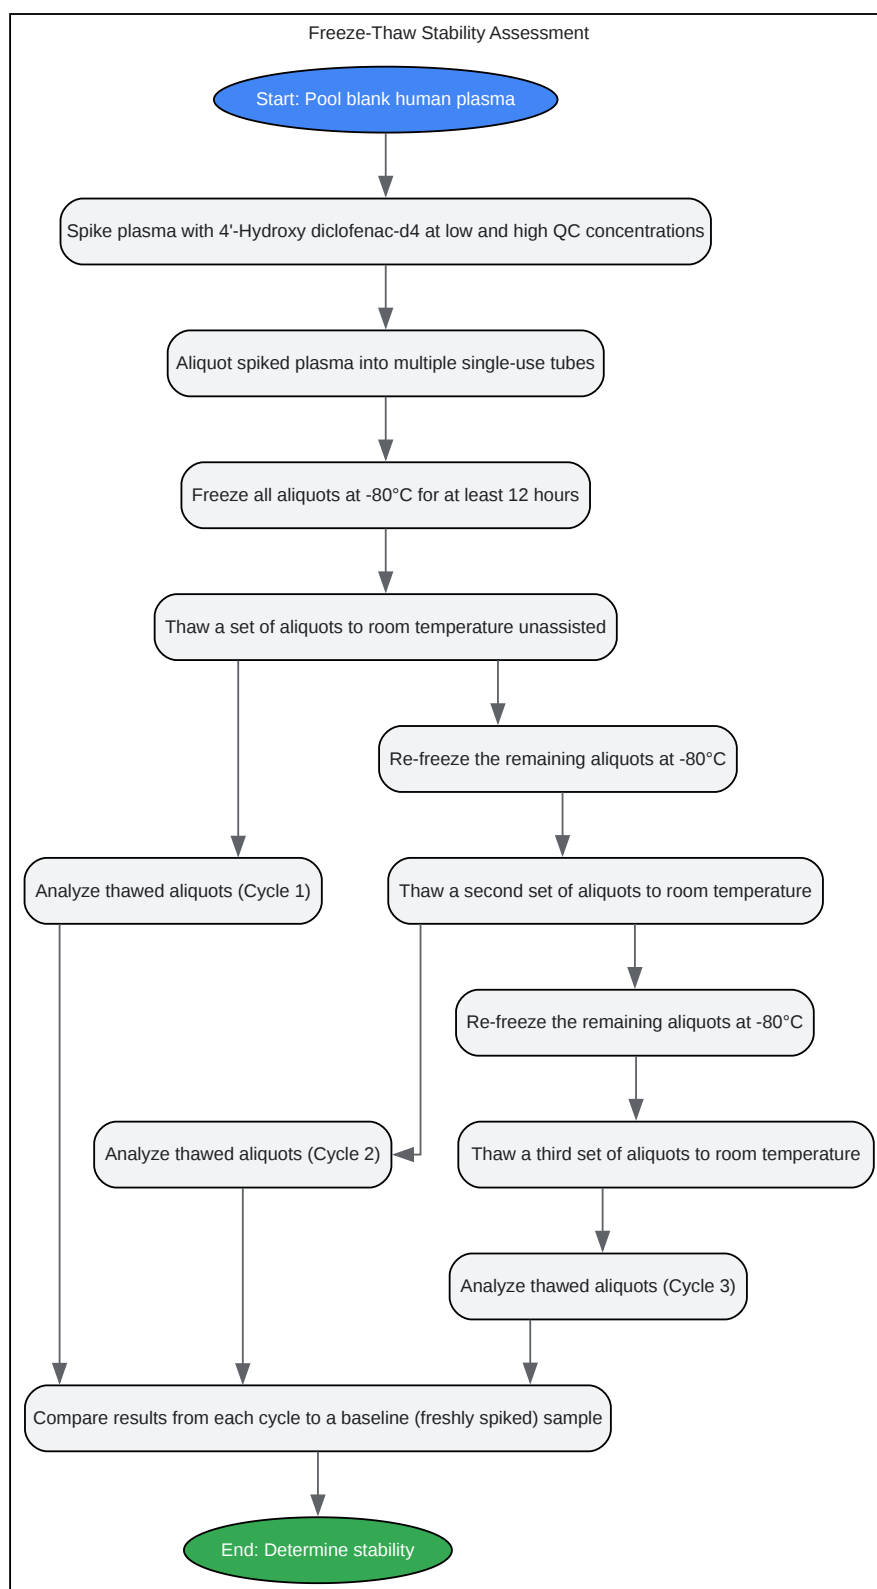 Freeze-Thaw Stability Assessment
Start: Pool blank human plasma
Spike plasma with 4'-Hydroxy diclofenac-d4 at low and high QC concentrations
Aliquot spiked plasma into multiple single-use tubes
Freeze all aliquots at -80°C for at least 12 hours
Thaw a set of aliquots to room temperature unassisted
Re-freeze the remaining aliquots at -80°C
Analyze thawed aliquots (Cycle 1)
Thaw a second set of aliquots to room temperature
Re-freeze the remaining aliquots at -80°C
Analyze thawed aliquots (Cycle 2)
Thaw a third set of aliquots to room temperature
Analyze thawed aliquots (Cycle 3)
Compare results from each cycle to a baseline (freshly spiked) sample
End: Determine stability